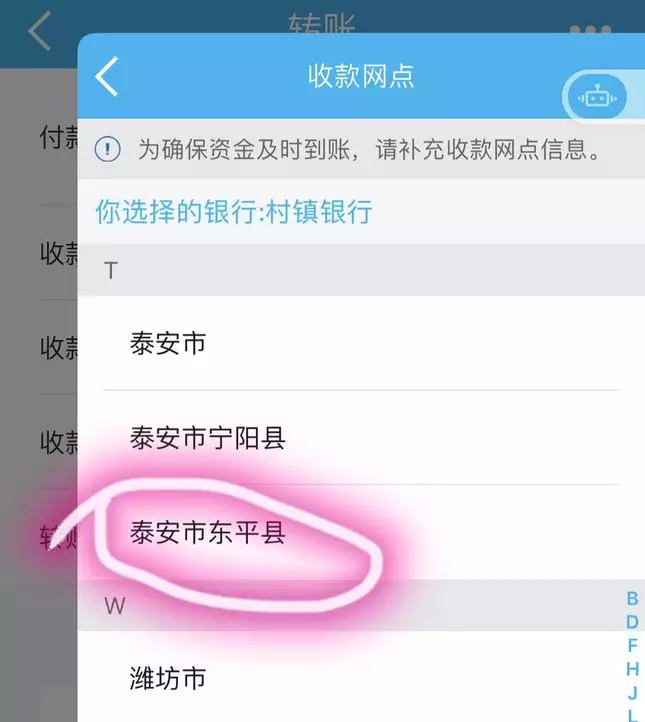 转账
收款网点
为确保资金及时到账，请补充收款网点信息。
付款
你选择的银行:村镇银行
收款
T
泰安市
收款
泰安市宁阳县
收款
泰安市东平县
转账
W
潍坊市
B
D
F
H
J
L